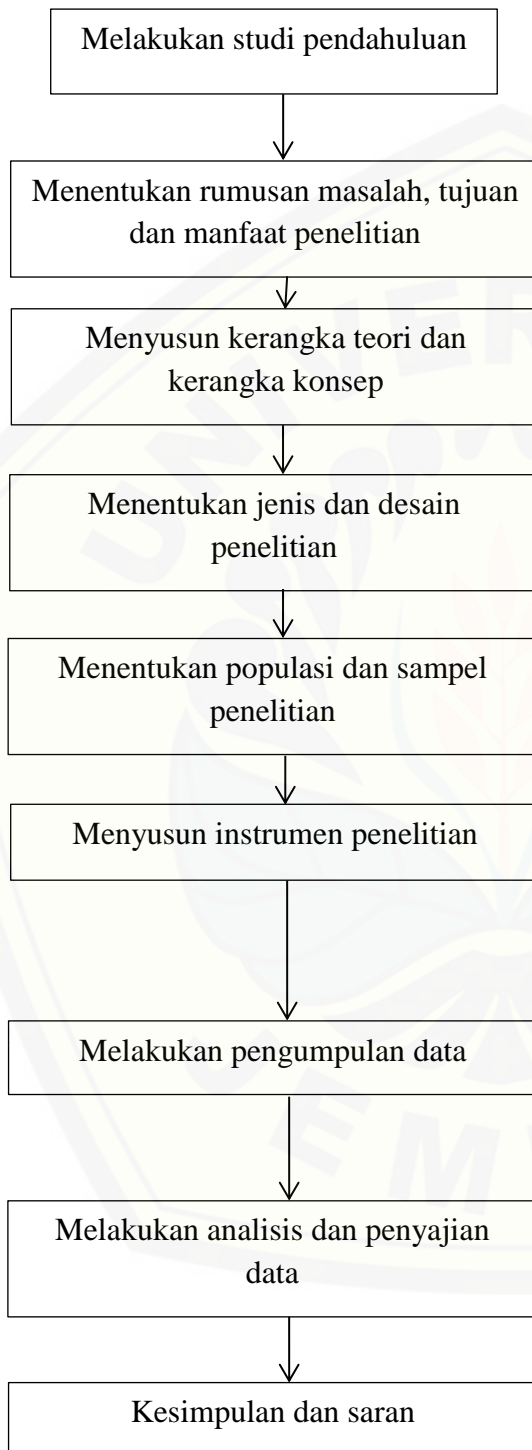 Melakukan studi pendahuluan
Menentukan rumusan masalah, tujuan
dan manfaat penelitian
Menyusun kerangka teori dan
kerangka konsep
Menentukan jenis dan desain
penelitian
Menentukan populasi dan sampel
penelitian
Menyusun instrumen penelitian
Melakukan pengumpulan data
Melakukan analisis dan penyajian
data
Kesimpulan dan saran